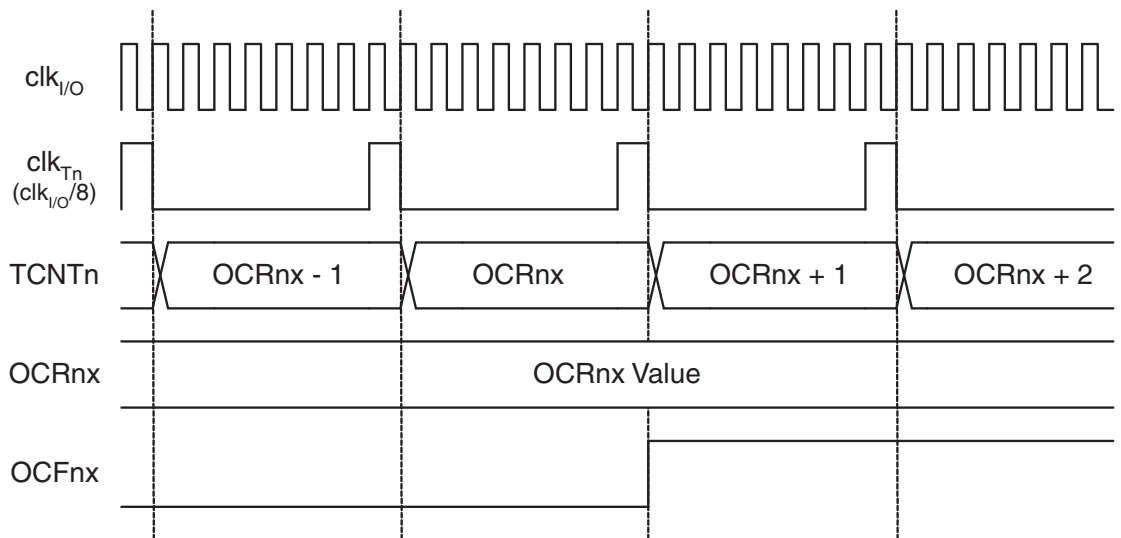 clkI/O
clkTn
(clkI/O/8)
TCNTn
OCRnx - 1
OCRnx
OCRnx + 1
OCRnx + 2
OCRnx
OCRnx Value
OCFnx